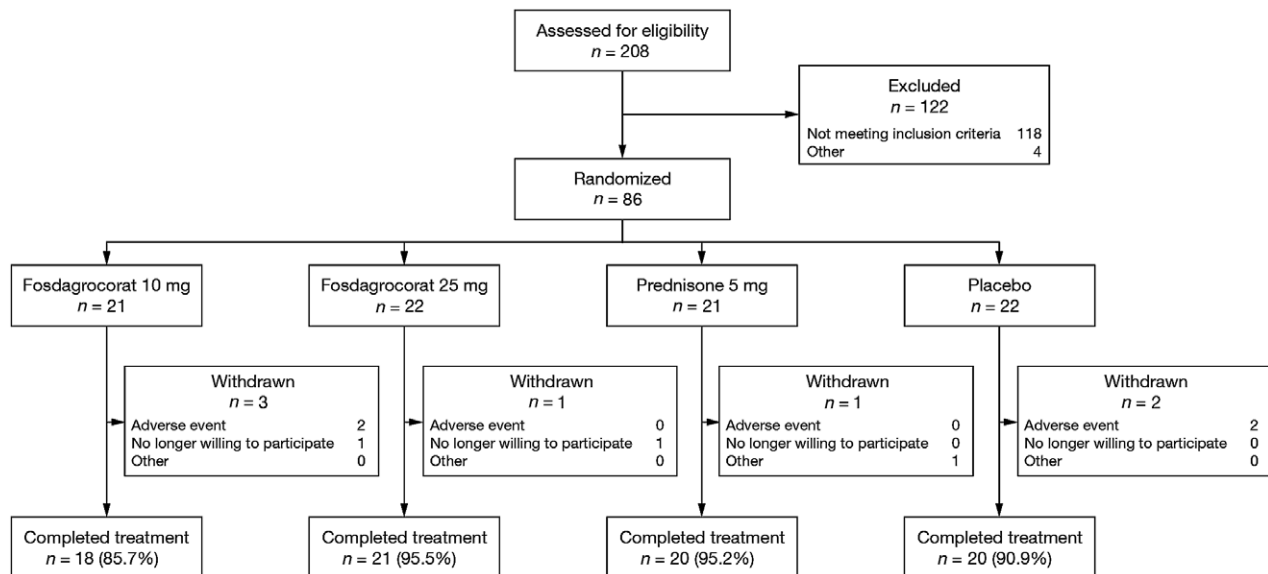 Assessed for eligibility
n = 208
Excluded
n = 122
Not meeting inclusion criteria 118
Other 4
Randomized
n = 86
Fosdagrocorat 10 mg
n = 21
Fosdagrocorat 25 mg
n = 22
Prednisone 5 mg
n = 21
Placebo
n = 22
Withdrawn
n = 3
Adverse event 2
No longer willing to participate 1
Other 0
Withdrawn
n = 1
Adverse event 0
No longer willing to participate 1
Other 0
Withdrawn
n = 1
Adverse event 0
No longer willing to participate 0
Other 1
Withdrawn
n = 2
Adverse event 2
No longer willing to participate 0
Other 0
Completed treatment
n = 18 (85.7%)
Completed treatment
n = 21 (95.5%)
Completed treatment
n = 20 (95.2%)
Completed treatment
n = 20 (90.9%)